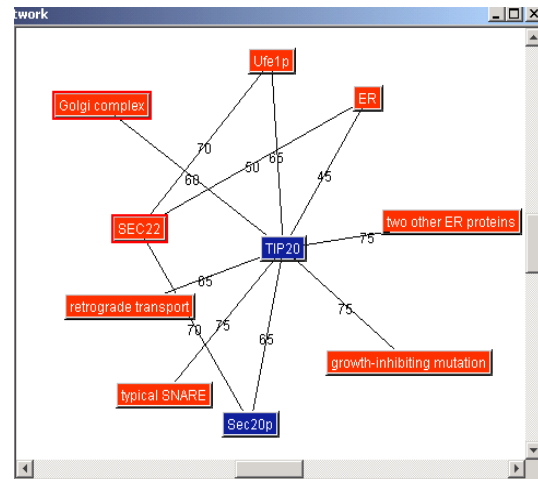 twork
Ufe1p
ER
Golgi complex
70
65
50
60
45
SEC22
two other ER proteins
75
TIP20
65
retrograde transport
70
75
65
75
growth-inhibiting mutation
typical SNARE
Sec20p